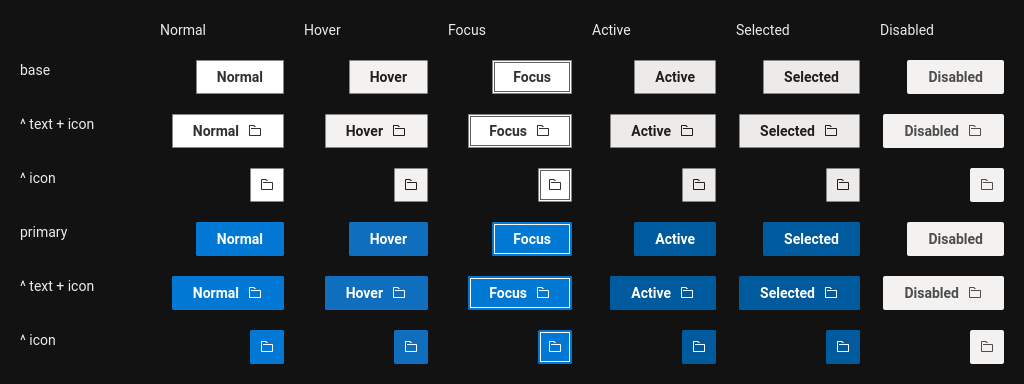 Normal Hover Focus Active Selected Disabled
base Normal Hover Focus Active Selected Disabled
^ text + icon Normal Hover Focus Active Selected Disabled
^ icon
primary Normal Hover Focus Active Selected Disabled
^ text + icon Normal Hover Focus Active Selected Disabled
^ icon